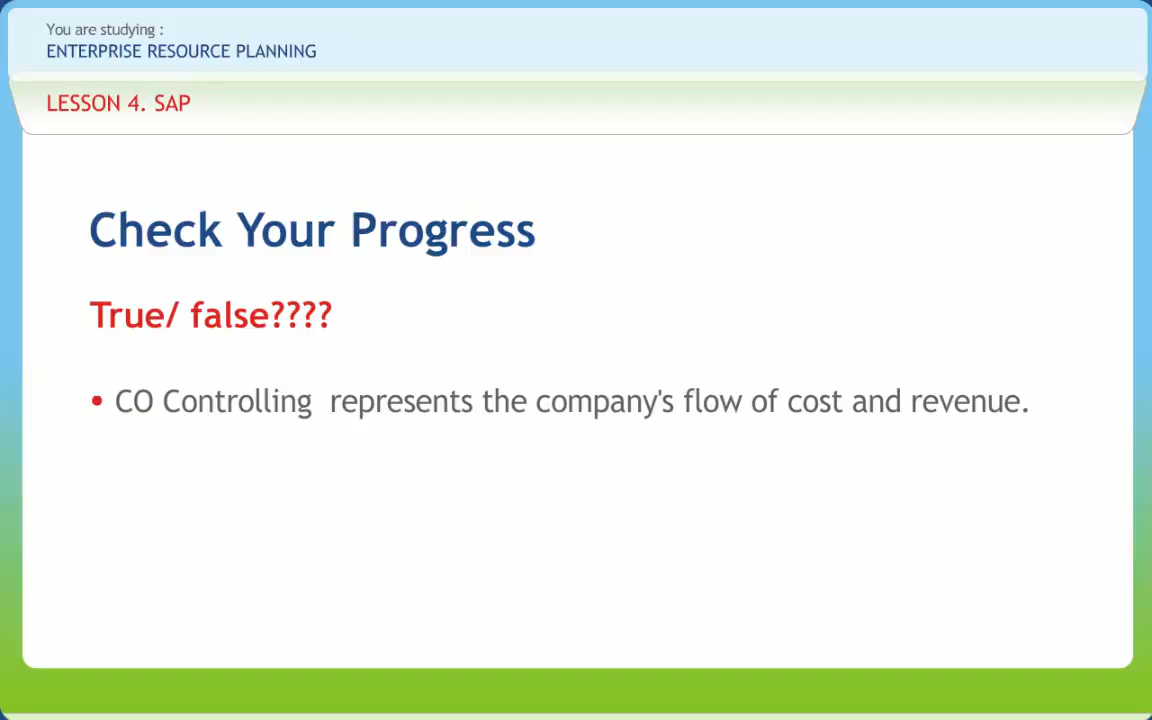 You are studying :
ENTERPRISE RESOURCE PLANNING
LESSON 4. SAP
Check Your Progress
True/ false????
• CO Controlling  represents the company's flow of cost and revenue.